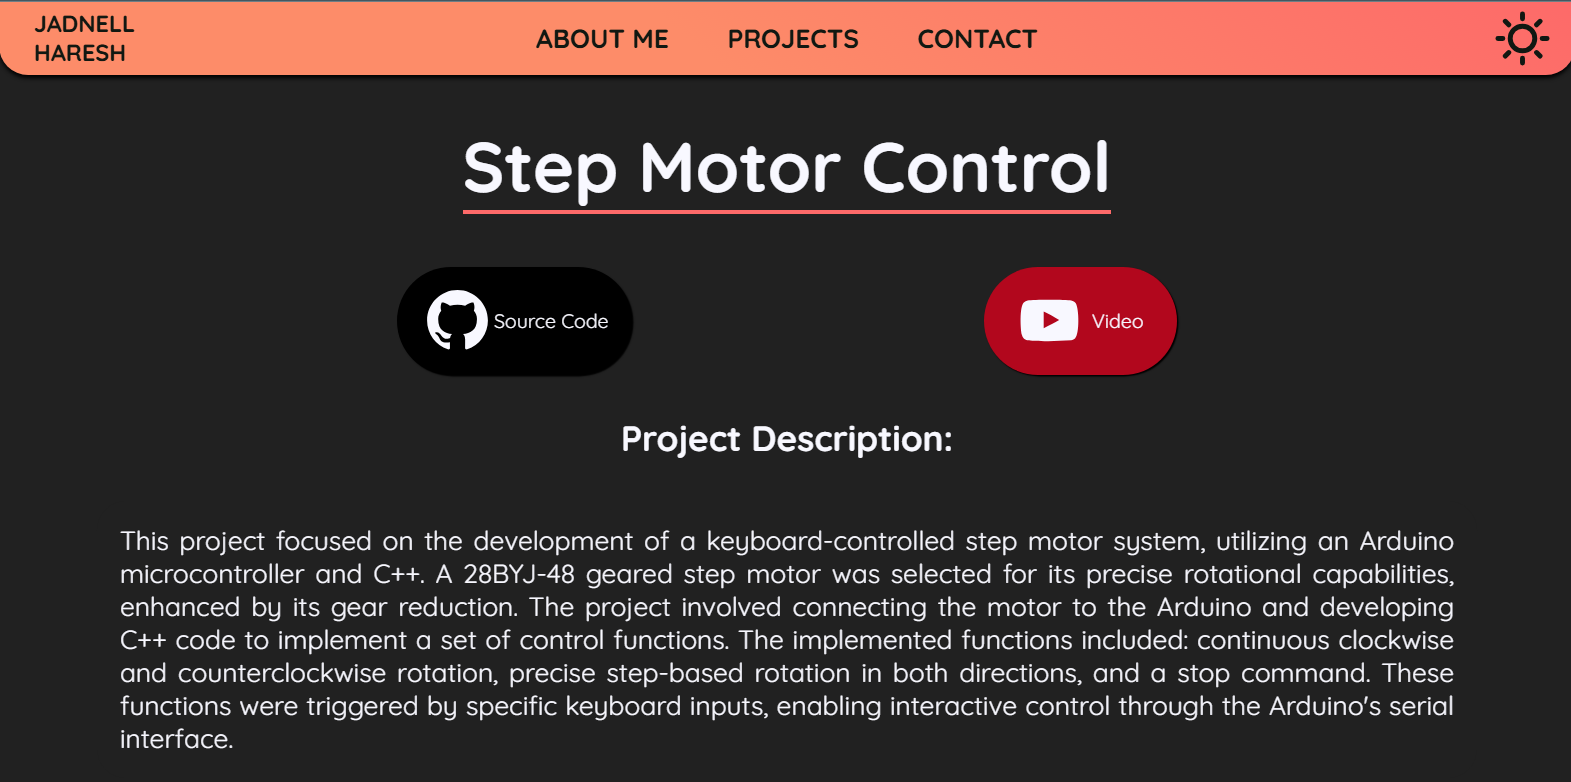 JADNELL
HARESH
ABOUT ME
PROJECTS
CONTACT
Step Motor Control
Source Code
Video
Project Description:
This project focused on the development of a keyboard-controlled step motor system, utilizing an Arduino
microcontroller and C++. A 28BYJ-48 geared step motor was selected for its precise rotational capabilities,
enhanced by its gear reduction. The project involved connecting the motor to the Arduino and developing
C++ code to implement a set of control functions. The implemented functions included: continuous clockwise
and counterclockwise rotation, precise step-based rotation in both directions, and a stop command. These
functions were triggered by specific keyboard inputs, enabling interactive control through the Arduino's serial
interface.